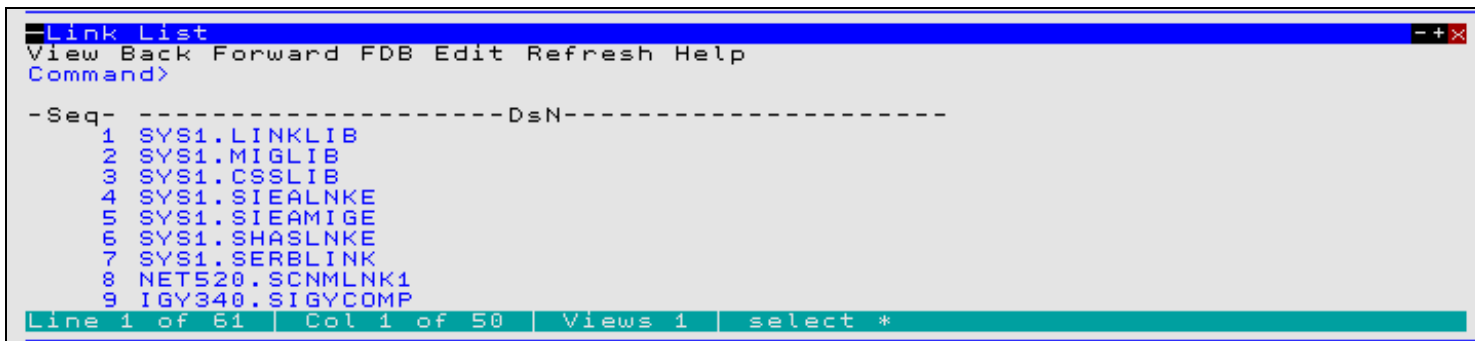 Link List - + x
View Back Forward FDB Edit Refresh Help
Command>
-Seq- --------------------DsN---------------------
1 SYS1.LINKLIB
2 SYS1.MIGLIB
3 SYS1.CSSLIB
4 SYS1.SIEALNKE
5 SYS1.SIEAMIGE
6 SYS1.SHASLNKE
7 SYS1.SERBLINK
8 NET520.SCNMLNK1
9 IGY340.SIGYCOMP
Line 1 of 61 | Col 1 of 50 | Views 1 | select *